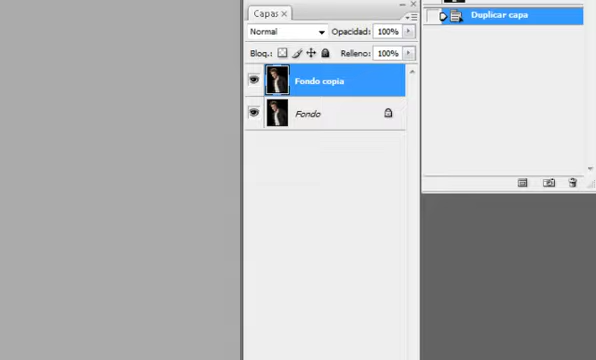 Capas ×
Normal Opacidad: 100%
Bloq.: Relleno: 100%
Fondo copia
Fondo
Duplicar capa